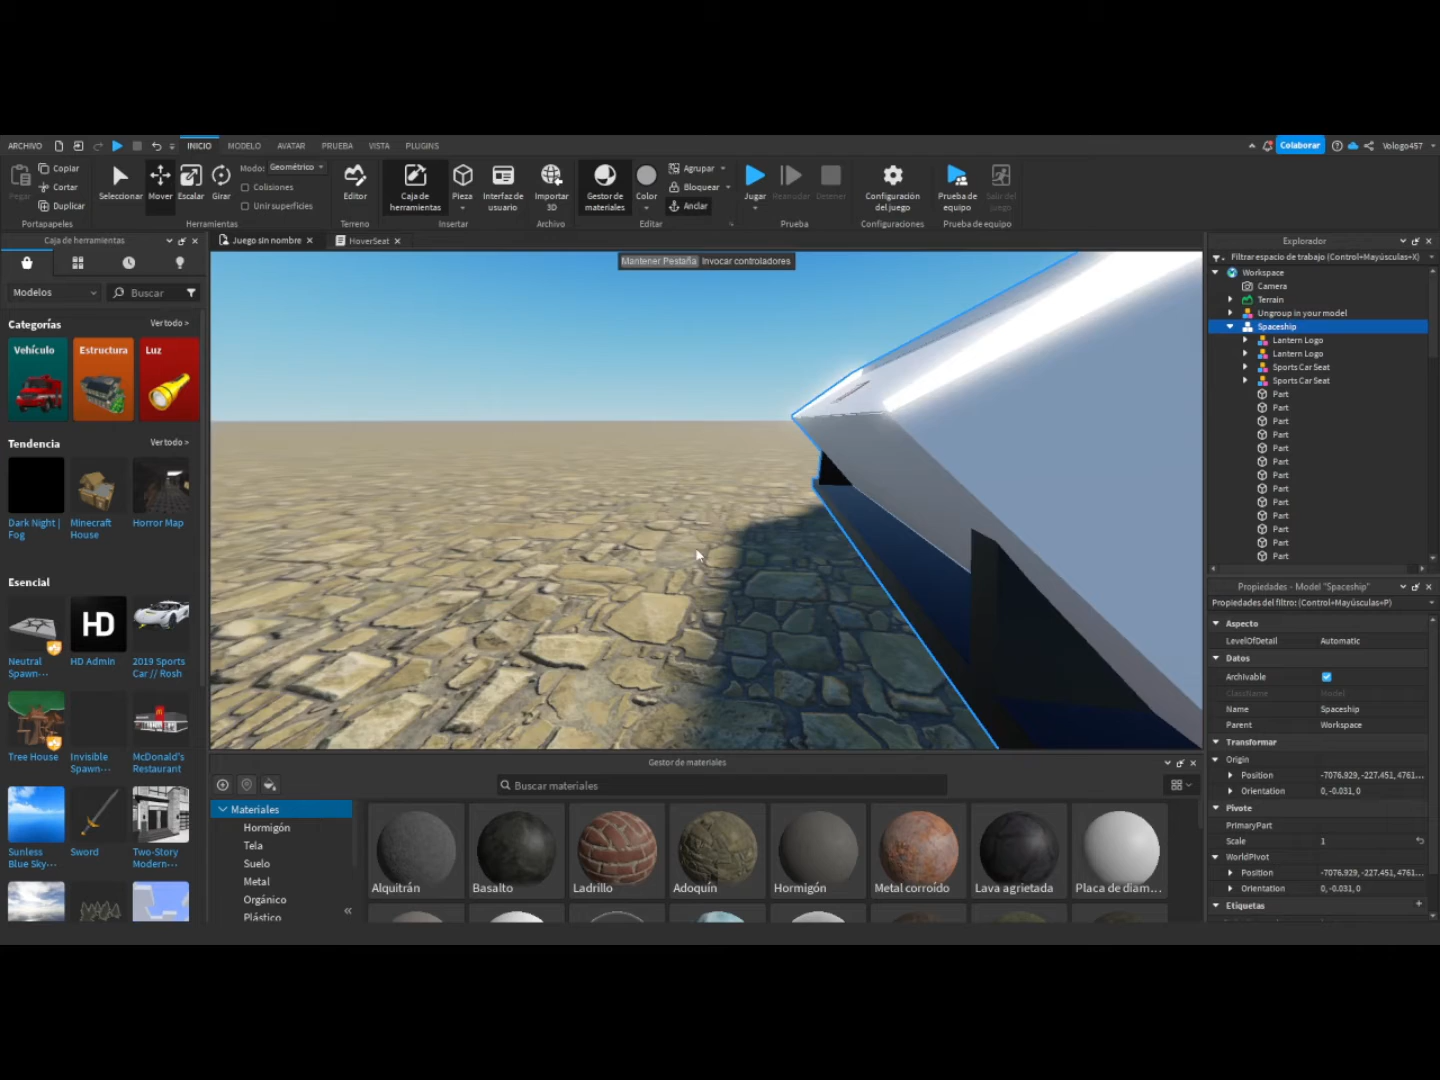 ARCHIVO
INICIO
MODELO
AVATAR
PRUEBA
VISTA
PLUGINS
Colaborar
Vologo457
Pegar
Copiar
Cortar
Duplicar
Portapapeles
Seleccionar
Mover
Escalar
Girar
Modo: Geométrico
Colisiones
Unir superficies
Herramientas
Editor
Terreno
Caja de herramientas
Pieza
Interfaz de usuario
Insertar
Importar 3D
Archivo
Gestor de materiales
Color
Agrupar
Bloquear
Anclar
Editar
Jugar
Reanudar
Detener
Prueba
Configuración del juego
Configuraciones
Prueba de equipo
Salir del juego
Prueba de equipo
Caja de herramientas
Modelos
Buscar
Categorías
Ver todo >
Vehículo
Estructura
Luz
Tendencia
Ver todo >
Dark Night | Fog
Minecraft House
Horror Map
Esencial
Neutral Spawn···
HD
HD Admin
2019 Sports Car // Rosh
Tree House
Invisible Spawn···
McDonald's Restaurant
Sunless Blue Sky···
Sword
Two-Story Modern···
Juego sin nombre
HoverSeat
Mantener Pestaña Invocar controladores
Gestor de materiales
Buscar materiales
Materiales
Hormigón
Tela
Suelo
Metal
Orgánico
Plástico
Alquitrán
Basalto
Ladrillo
Adoquín
Hormigón
Metal corroído
Lava agrietada
Placa de diam...
Explorador
Filtrar espacio de trabajo (Control+Mayúsculas+X)
Workspace
Camera
Terrain
Ungroup in your model
Spaceship
Lantern Logo
Lantern Logo
Sports Car Seat
Sports Car Seat
Part
Part
Part
Part
Part
Part
Part
Part
Part
Part
Part
Part
Part
Propiedades - Model "Spaceship"
Propiedades del filtro: (Control+Mayúsculas+P)
Aspecto
LevelOfDetail Automatic
Datos
Archivable
ClassName Model
Name Spaceship
Parent Workspace
Transformar
Origin
Position -7076.929, -227.451, 4761...
Orientation 0, -0.031, 0
Pivote
PrimaryPart
Scale 1
WorldPivot
Position -7076.929, -227.451, 4761...
Orientation 0, -0.031, 0
Etiquetas